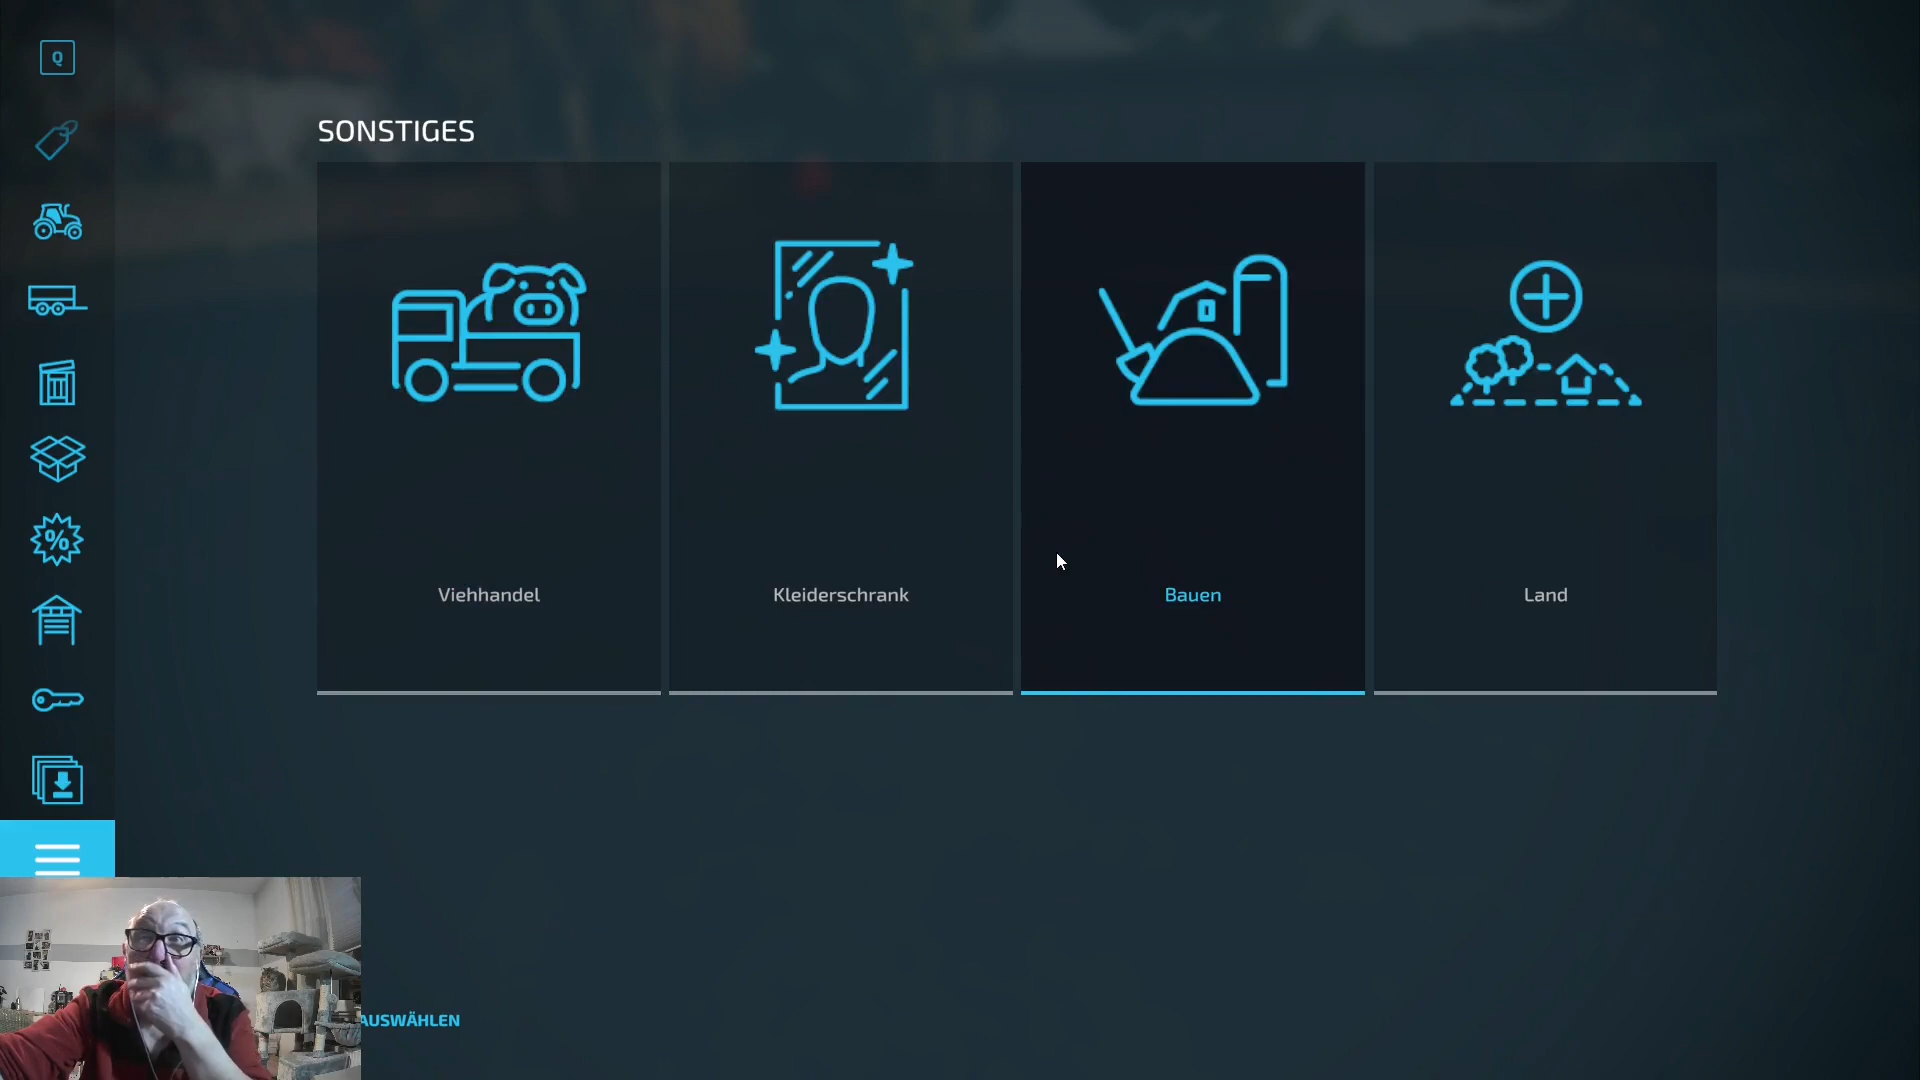 Q
SONSTIGES
%
Viehhandel
Kleiderschrank
Bauen
Land
AUSWÄHLEN